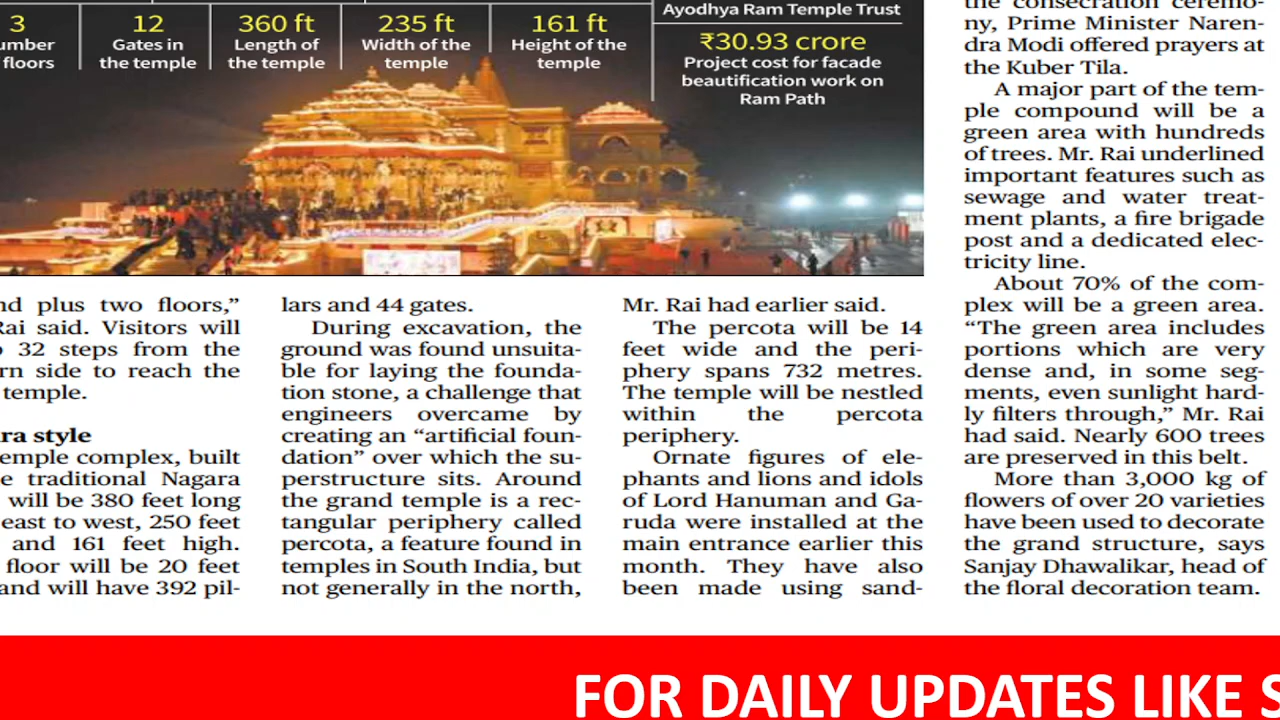 3
umber
floors
12
Gates in
the temple
360 ft
Length of
the temple
235 ft
Width of the
temple
161 ft
Height of the
temple
Ayodhya Ram Temple Trust
₹30.93 crore
Project cost for facade
beautification work on
Ram Path
nd plus two floors,”
Rai said. Visitors will
32 steps from the
rn side to reach the
temple.
ra style
emple complex, built
e traditional Nagara
will be 380 feet long
east to west, 250 feet
and 161 feet high.
floor will be 20 feet
and will have 392 pil-
lars and 44 gates.
During excavation, the
ground was found unsuita-
ble for laying the founda-
tion stone, a challenge that
engineers overcame by
creating an “artificial foun-
dation” over which the su-
perstructure sits. Around
the grand temple is a rec-
tangular periphery called
percota, a feature found in
temples in South India, but
not generally in the north,
Mr. Rai had earlier said.
The percota will be 14
feet wide and the peri-
phery spans 732 metres.
The temple will be nestled
within the percota
periphery.
Ornate figures of ele-
phants and lions and idols
of Lord Hanuman and Ga-
ruda were installed at the
main entrance earlier this
month. They have also
been made using sand-
the consecration ceremo-
ny, Prime Minister Naren-
dra Modi offered prayers at
the Kuber Tila.
A major part of the tem-
ple compound will be a
green area with hundreds
of trees. Mr. Rai underlined
important features such as
sewage and water treat-
ment plants, a fire brigade
post and a dedicated elec-
tricity line.
About 70% of the com-
plex will be a green area.
“The green area includes
portions which are very
dense and, in some seg-
ments, even sunlight hard-
ly filters through,” Mr. Rai
had said. Nearly 600 trees
are preserved in this belt.
More than 3,000 kg of
flowers of over 20 varieties
have been used to decorate
the grand structure, says
Sanjay Dhawalikar, head of
the floral decoration team.
FOR DAILY UPDATES LIKE S